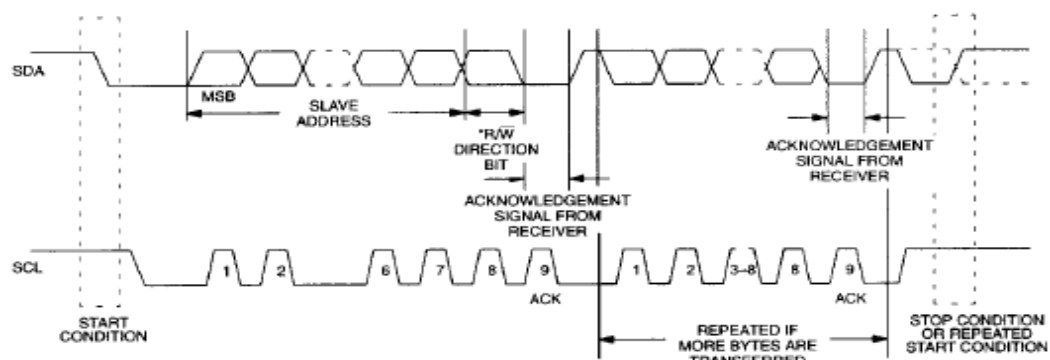 SDA
MSB
SLAVE
ADDRESS
*R/W̅
DIRECTION
BIT
ACKNOWLEDGEMENT
SIGNAL FROM
RECEIVER
ACKNOWLEDGEMENT
SIGNAL FROM
RECEIVER
SCL
1 2 6 7 8 9 1 2 3–8 8 9
ACK
ACK
START
CONDITION
REPEATED IF
MORE BYTES ARE
TRANSFERRED
STOP CONDITION
OR REPEATED
START CONDITION